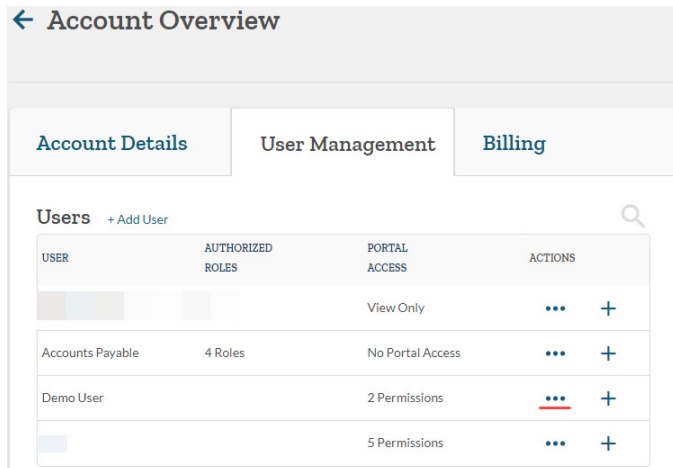 Account Overview
Account Details User Management Billing
Users + Add User
USER AUTHORIZED ROLES PORTAL ACCESS ACTIONS
View Only
Accounts Payable 4 Roles No Portal Access
Demo User 2 Permissions
5 Permissions